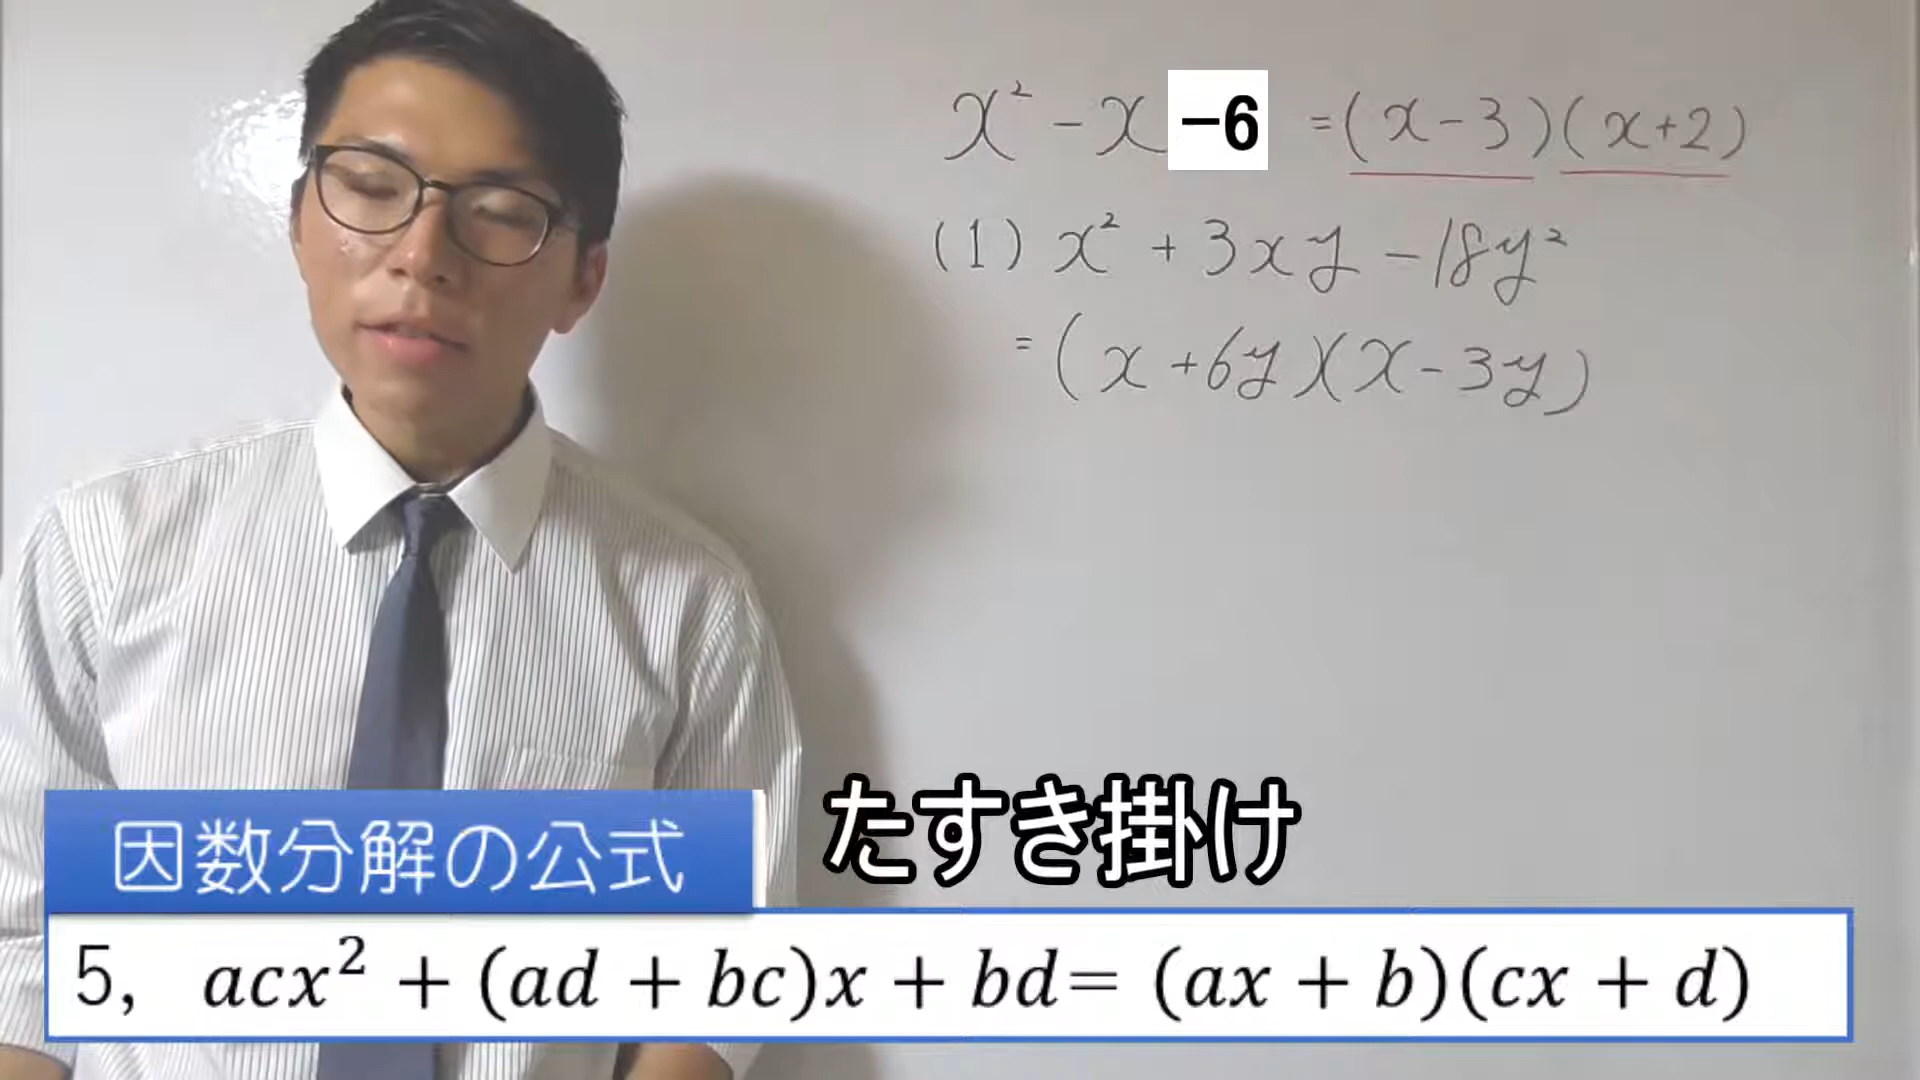 x² - x -6 = (x-3)(x+2)
(1) x² + 3xy - 18y²
= (x+6y)(x-3y)
たすき掛け
因数分解の公式
5, acx² + (ad + bc)x + bd= (ax + b)(cx + d)